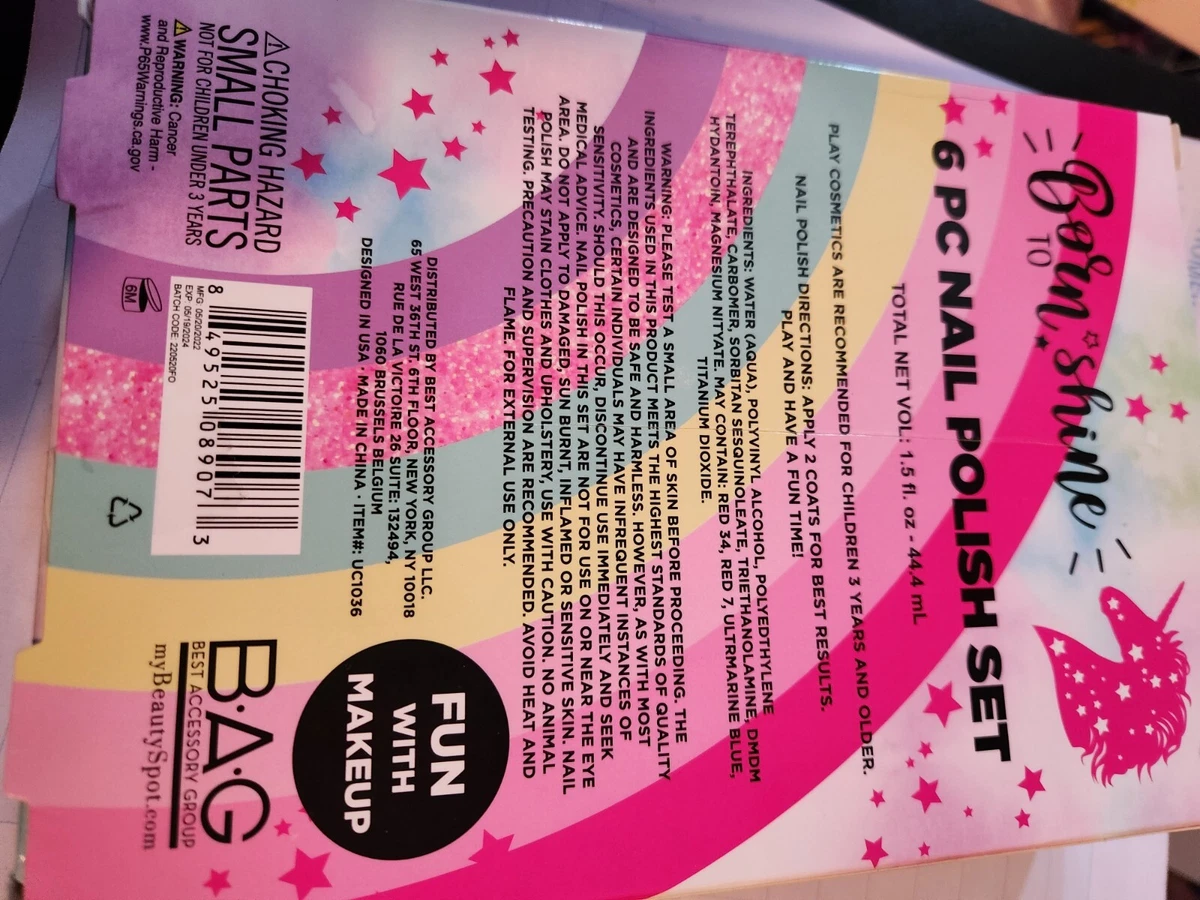 Born
TO
shine
6 PC NAIL POLISH SET
TOTAL NET VOL: 1.5 fl. oz - 44.4 mL
PLAY COSMETICS ARE RECOMMENDED FOR CHILDREN 3 YEARS AND OLDER.
NAIL POLISH DIRECTIONS: APPLY 2 COATS FOR BEST RESULTS.
PLAY AND HAVE A FUN TIME!
INGREDIENTS: WATER (AQUA), POLYVINYL ALCOHOL, POLYEDTHYLENE
TEREPHTHALATE, CARBOMER, SORBITAN SESQUINOLEATE, TRIETHANOLAMINE, DMDM
HYDANTOIN, MAGNESIUM NITYATE. MAY CONTAIN: RED 34, RED 7, ULTRMARINE BLUE,
TITANIUM DIOXIDE.
WARNING: PLEASE TEST A SMALL AREA OF SKIN BEFORE PROCEEDING. THE
INGREDIENTS USED IN THIS PRODUCT MEETS THE HIGHEST STANDARDS OF QUALITY
AND ARE DESIGNED TO BE SAFE AND HARMLESS. HOWEVER, AS WITH MOST
COSMETICS, CERTAIN INDIVIDUALS MAY HAVE INFREQUENT INSTANCES OF
SENSITIVITY. SHOULD THIS OCCUR, DISCONTINUE USE IMMEDIATELY AND SEEK
MEDICAL ADVICE. NAIL POLISH IN THIS SET ARE NOT FOR USE ON OR NEAR THE EYE
AREA. DO NOT APPLY TO DAMAGED, SUN BURNT, INFLAMED OR SENSITIVE SKIN. NAIL
POLISH MAY STAIN CLOTHES AND UPHOLSTERY, USE WITH CAUTION. NO ANIMAL
TESTING. PRECAUTION AND SUPERVISION ARE RECOMMENDED. AVOID HEAT AND
FLAME. FOR EXTERNAL USE ONLY.
DISTRIBUTED BY BEST ACCESSORY GROUP LLC.
65 WEST 36TH ST, 6TH FLOOR, NEW YORK, NY 10018
RUE DE LA VICTOIRE 26 SUITE: 132494,
1060 BRUSSELS BELGIUM
DESIGNED IN USA · MADE IN CHINA · ITEM#: UC1036
FUN
WITH
MAKEUP
⚠CHOKING HAZARD
SMALL PARTS
NOT FOR CHILDREN UNDER 3 YEARS
⚠WARNING: Cancer
and Reproductive Harm -
www.P65Warnings.ca.gov
6M
8 49525 08907 3
MFG: 05/20/2022
EXP: 05/19/2024
BATCH CODE: 220520FO
B·A·G
BEST ACCESSORY GROUP
myBeautySpot.com